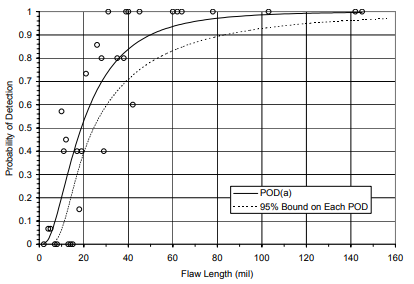 1
0.9
0.8
0.7
0.6
0.5
0.4
0.3
0.2
0.1
0
Probability of Detection
POD(a)
95% Bound on Each POD
0 20 40 60 80 100 120 140 160
Flaw Length (mil)